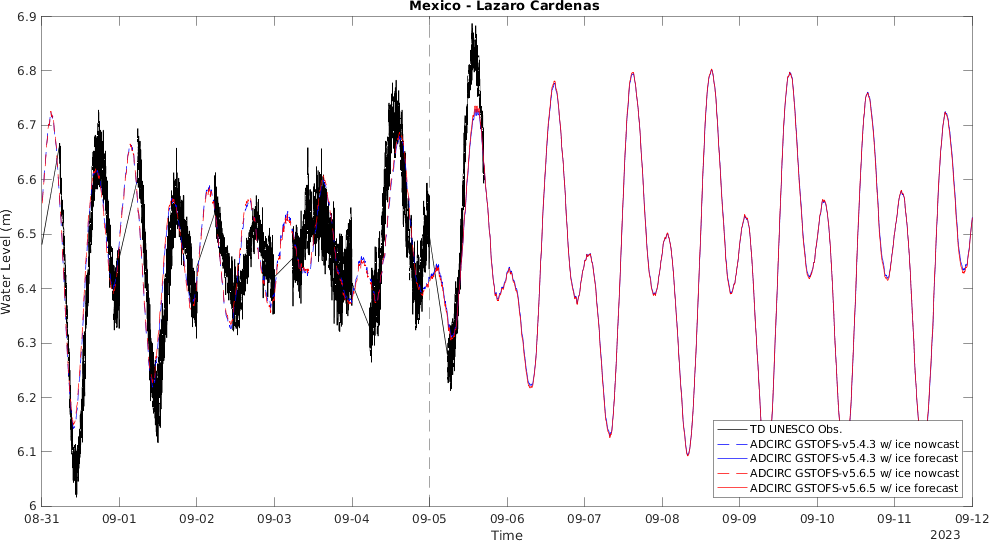 Mexico - Lazaro Cardenas
Water Level (m)
6.9
6.8
6.7
6.6
6.5
6.4
6.3
6.2
6.1
6
08-31 09-01 09-02 09-03 09-04 09-05 09-06 09-07 09-08 09-09 09-10 09-11 09-12
Time
2023
TD UNESCO Obs.
ADCIRC GSTOFS-v5.4.3 w/ ice nowcast
ADCIRC GSTOFS-v5.4.3 w/ ice forecast
ADCIRC GSTOFS-v5.6.5 w/ ice nowcast
ADCIRC GSTOFS-v5.6.5 w/ ice forecast